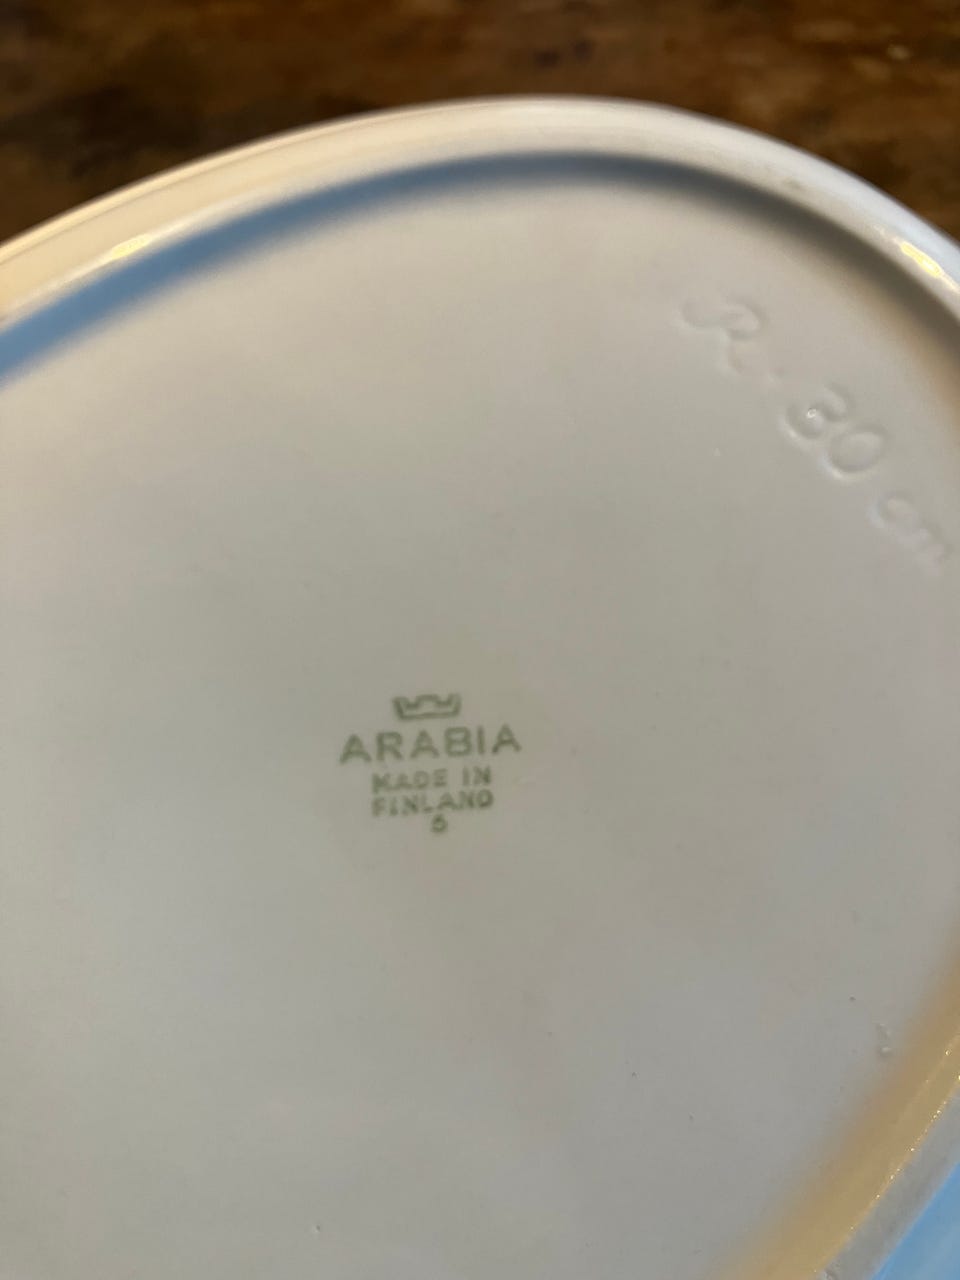 R. 30 cm
ARABIA
MADE IN
FINLAND
6